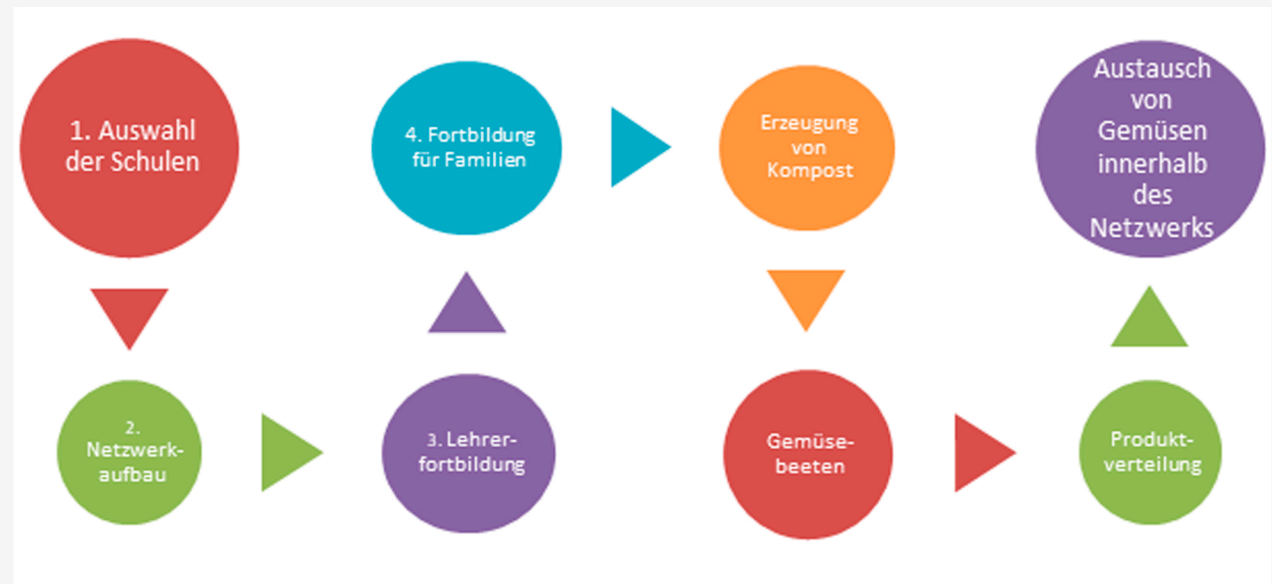 1. Auswahl
der Schulen
2.
Netzwerk-
aufbau
3. Lehrer-
fortbildung
4. Fortbildung
für Familien
Erzeugung
von
Kompost
Gemüse-
beeten
Produkt-
verteilung
Austausch
von
Gemüsen
innerhalb
des
Netzwerks